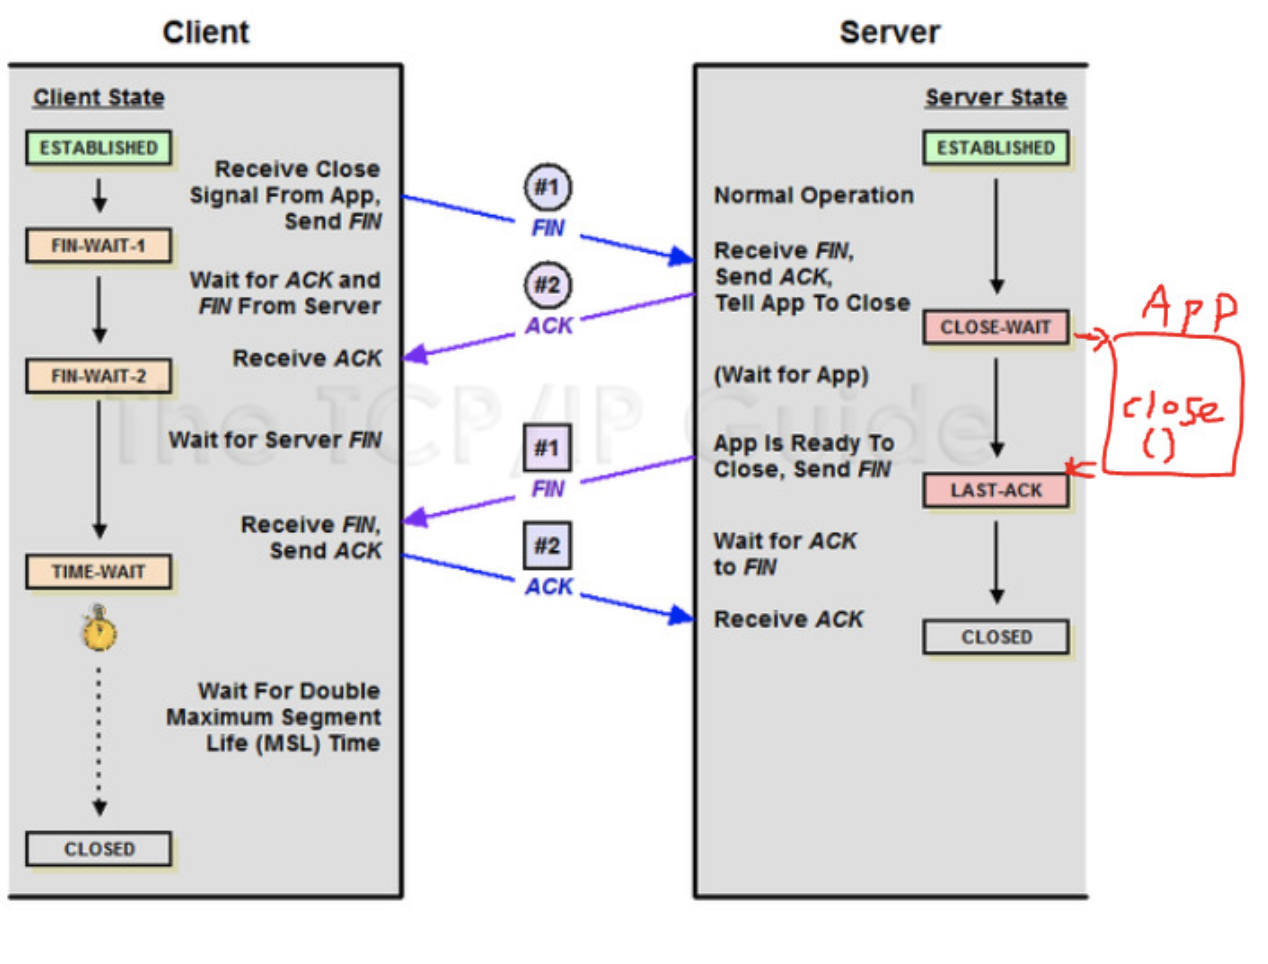 Client
Server
Client State
ESTABLISHED
Receive Close
Signal From App,
Send FIN
FIN-WAIT-1
Wait for ACK and
FIN From Server
Receive ACK
FIN-WAIT-2
Wait for Server FIN
Receive FIN,
Send ACK
TIME-WAIT
Wait For Double
Maximum Segment
Life (MSL) Time
CLOSED
#1
FIN
#2
ACK
#1
FIN
#2
ACK
Server State
ESTABLISHED
Normal Operation
Receive FIN,
Send ACK,
Tell App To Close
CLOSE-WAIT
(Wait for App)
App Is Ready To
Close, Send FIN
LAST-ACK
Wait for ACK
to FIN
Receive ACK
CLOSED
App
close
()
The TCP/IP Guide